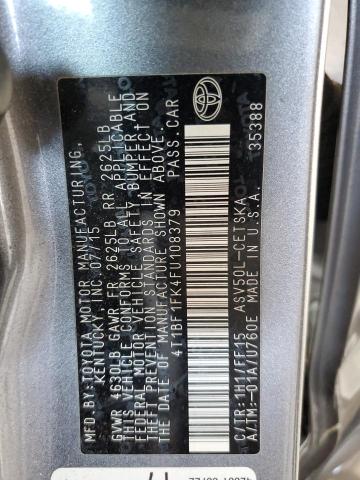 MFD.BY:TOYOTA MOTOR MANUFACTURING,
KENTUCKY, INC. 07/15
GVWR 4630LB GAWR FR 2625LB RR 2625LB
THIS VEHICLE CONFORMS TO ALL APPLICABLE
FEDERAL MOTOR VEHICLE SAFETY BUMPER, AND
THEFT PREVENTION STANDARDS IN EFFECT ON
THE DATE OF MANUFACTURE SHOWN ABOVE.
4T1BF1FK4FU108379 PASS.CAR
C/TR:1H1/FF15 ASV50L-CETSKA
A/TM:-01A/U760E MADE IN U.S.A.
35388